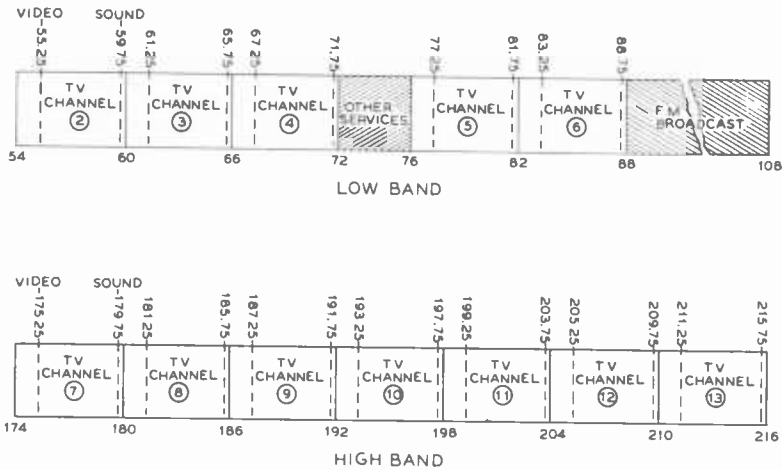 VIDEO SOUND
55.25 59.75 61.25 65.75 67.25 71.75 77.25 81.75 83.25 88.75
TV CHANNEL 2
TV CHANNEL 3
TV CHANNEL 4
OTHER SERVICES
TV CHANNEL 5
TV CHANNEL 6
FM BROADCAST
54 60 66 72 76 82 88 108
LOW BAND
VIDEO SOUND
175.25 179.75 181.25 185.75 187.25 191.75 193.25 197.75 199.25 203.75 205.25 209.75 211.25 215.75
TV CHANNEL 7
TV CHANNEL 8
TV CHANNEL 9
TV CHANNEL 10
TV CHANNEL 11
TV CHANNEL 12
TV CHANNEL 13
174 180 186 192 198 204 210 216
HIGH BAND